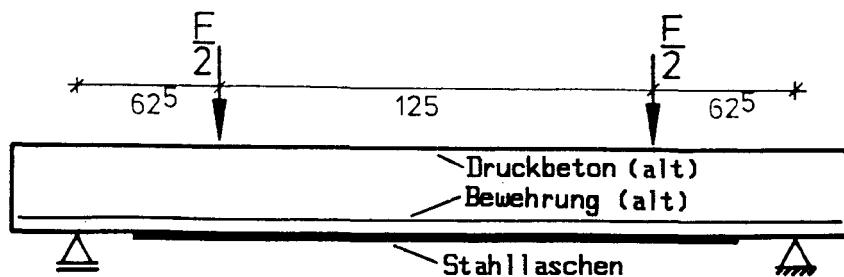 F/2 F/2
62⁵ 125 62⁵
Druckbeton (alt)
Bewehrung (alt)
Stahllaschen